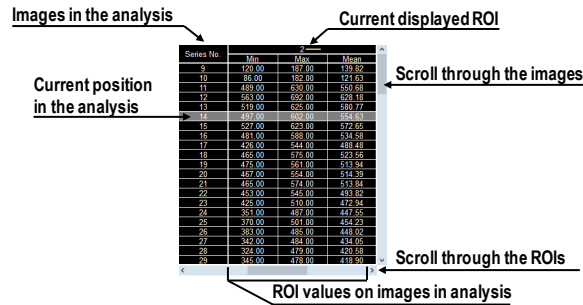 Images in the analysis
Current displayed ROI
Series No.
2
Min Max Mean
9 120.00 187.00 139.82
10 86.00 182.00 121.63
11 489.00 630.00 550.68
12 563.00 692.00 628.18
13 519.00 625.00 580.77
14 497.00 602.00 554.63
15 527.00 623.00 572.65
16 481.00 588.00 534.58
17 426.00 544.00 488.48
18 465.00 575.00 523.56
19 475.00 561.00 513.94
20 467.00 554.00 514.39
21 465.00 574.00 513.84
22 453.00 545.00 493.82
23 425.00 510.00 472.94
24 351.00 487.00 447.55
25 370.00 501.00 454.23
26 383.00 485.00 448.02
27 342.00 484.00 434.05
28 324.00 479.00 420.58
29 345.00 478.00 418.90
Scroll through the images
Current position
in the analysis
Scroll through the ROIs
ROI values on images in analysis